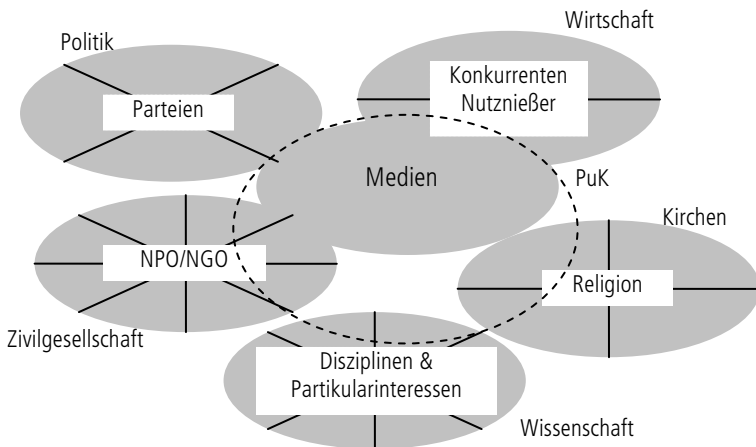 Wirtschaft
Politik
Konkurrenten
Nutznießer
Parteien
Medien
PuK
Kirchen
NPO/NGO
Religion
Zivilgesellschaft
Disziplinen &
Partikularinteressen
Wissenschaft